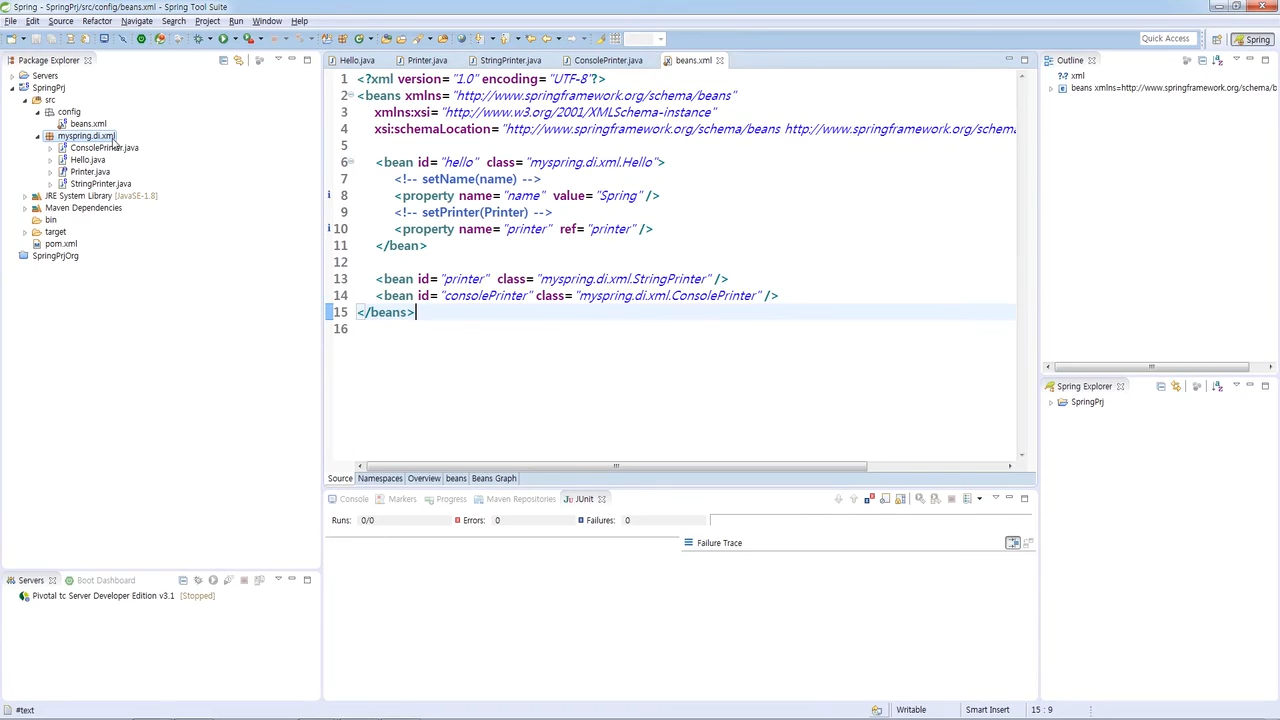 Spring - SpringPrj/src/config/beans.xml - Spring Tool Suite
File Edit Source Refactor Navigate Search Project Run Window Help
Quick Access
Spring
Package Explorer
Servers
SpringPrj
src
config
beans.xml
myspring.di.xml
ConsolePrinter.java
Hello.java
Printer.java
StringPrinter.java
JRE System Library [JavaSE-1.8]
Maven Dependencies
bin
target
pom.xml
SpringPrjOrg
Hello.java Printer.java StringPrinter.java ConsolePrinter.java beans.xml
1 <?xml version="1.0" encoding="UTF-8"?>
2 <beans xmlns="http://www.springframework.org/schema/beans"
3 xmlns:xsi="http://www.w3.org/2001/XMLSchema-instance"
4 xsi:schemaLocation="http://www.springframework.org/schema/beans http://www.springframework.org/schema
5
6 <bean id="hello" class="myspring.di.xml.Hello">
7 <!-- setName(name) -->
8 <property name="name" value="Spring" />
9 <!-- setPrinter(Printer) -->
10 <property name="printer" ref="printer" />
11 </bean>
12
13 <bean id="printer" class="myspring.di.xml.StringPrinter" />
14 <bean id="consolePrinter" class="myspring.di.xml.ConsolePrinter" />
15 </beans>
16
Source Namespaces Overview beans Beans Graph
Outline
xml
beans xmlns=http://www.springframework.org/schema/b
Spring Explorer
SpringPrj
Console Markers Progress Maven Repositories JUnit
Runs: 0/0 Errors: 0 Failures: 0
Failure Trace
Servers Boot Dashboard
Pivotal tc Server Developer Edition v3.1 [Stopped]
#text Writable Smart Insert 15 : 9